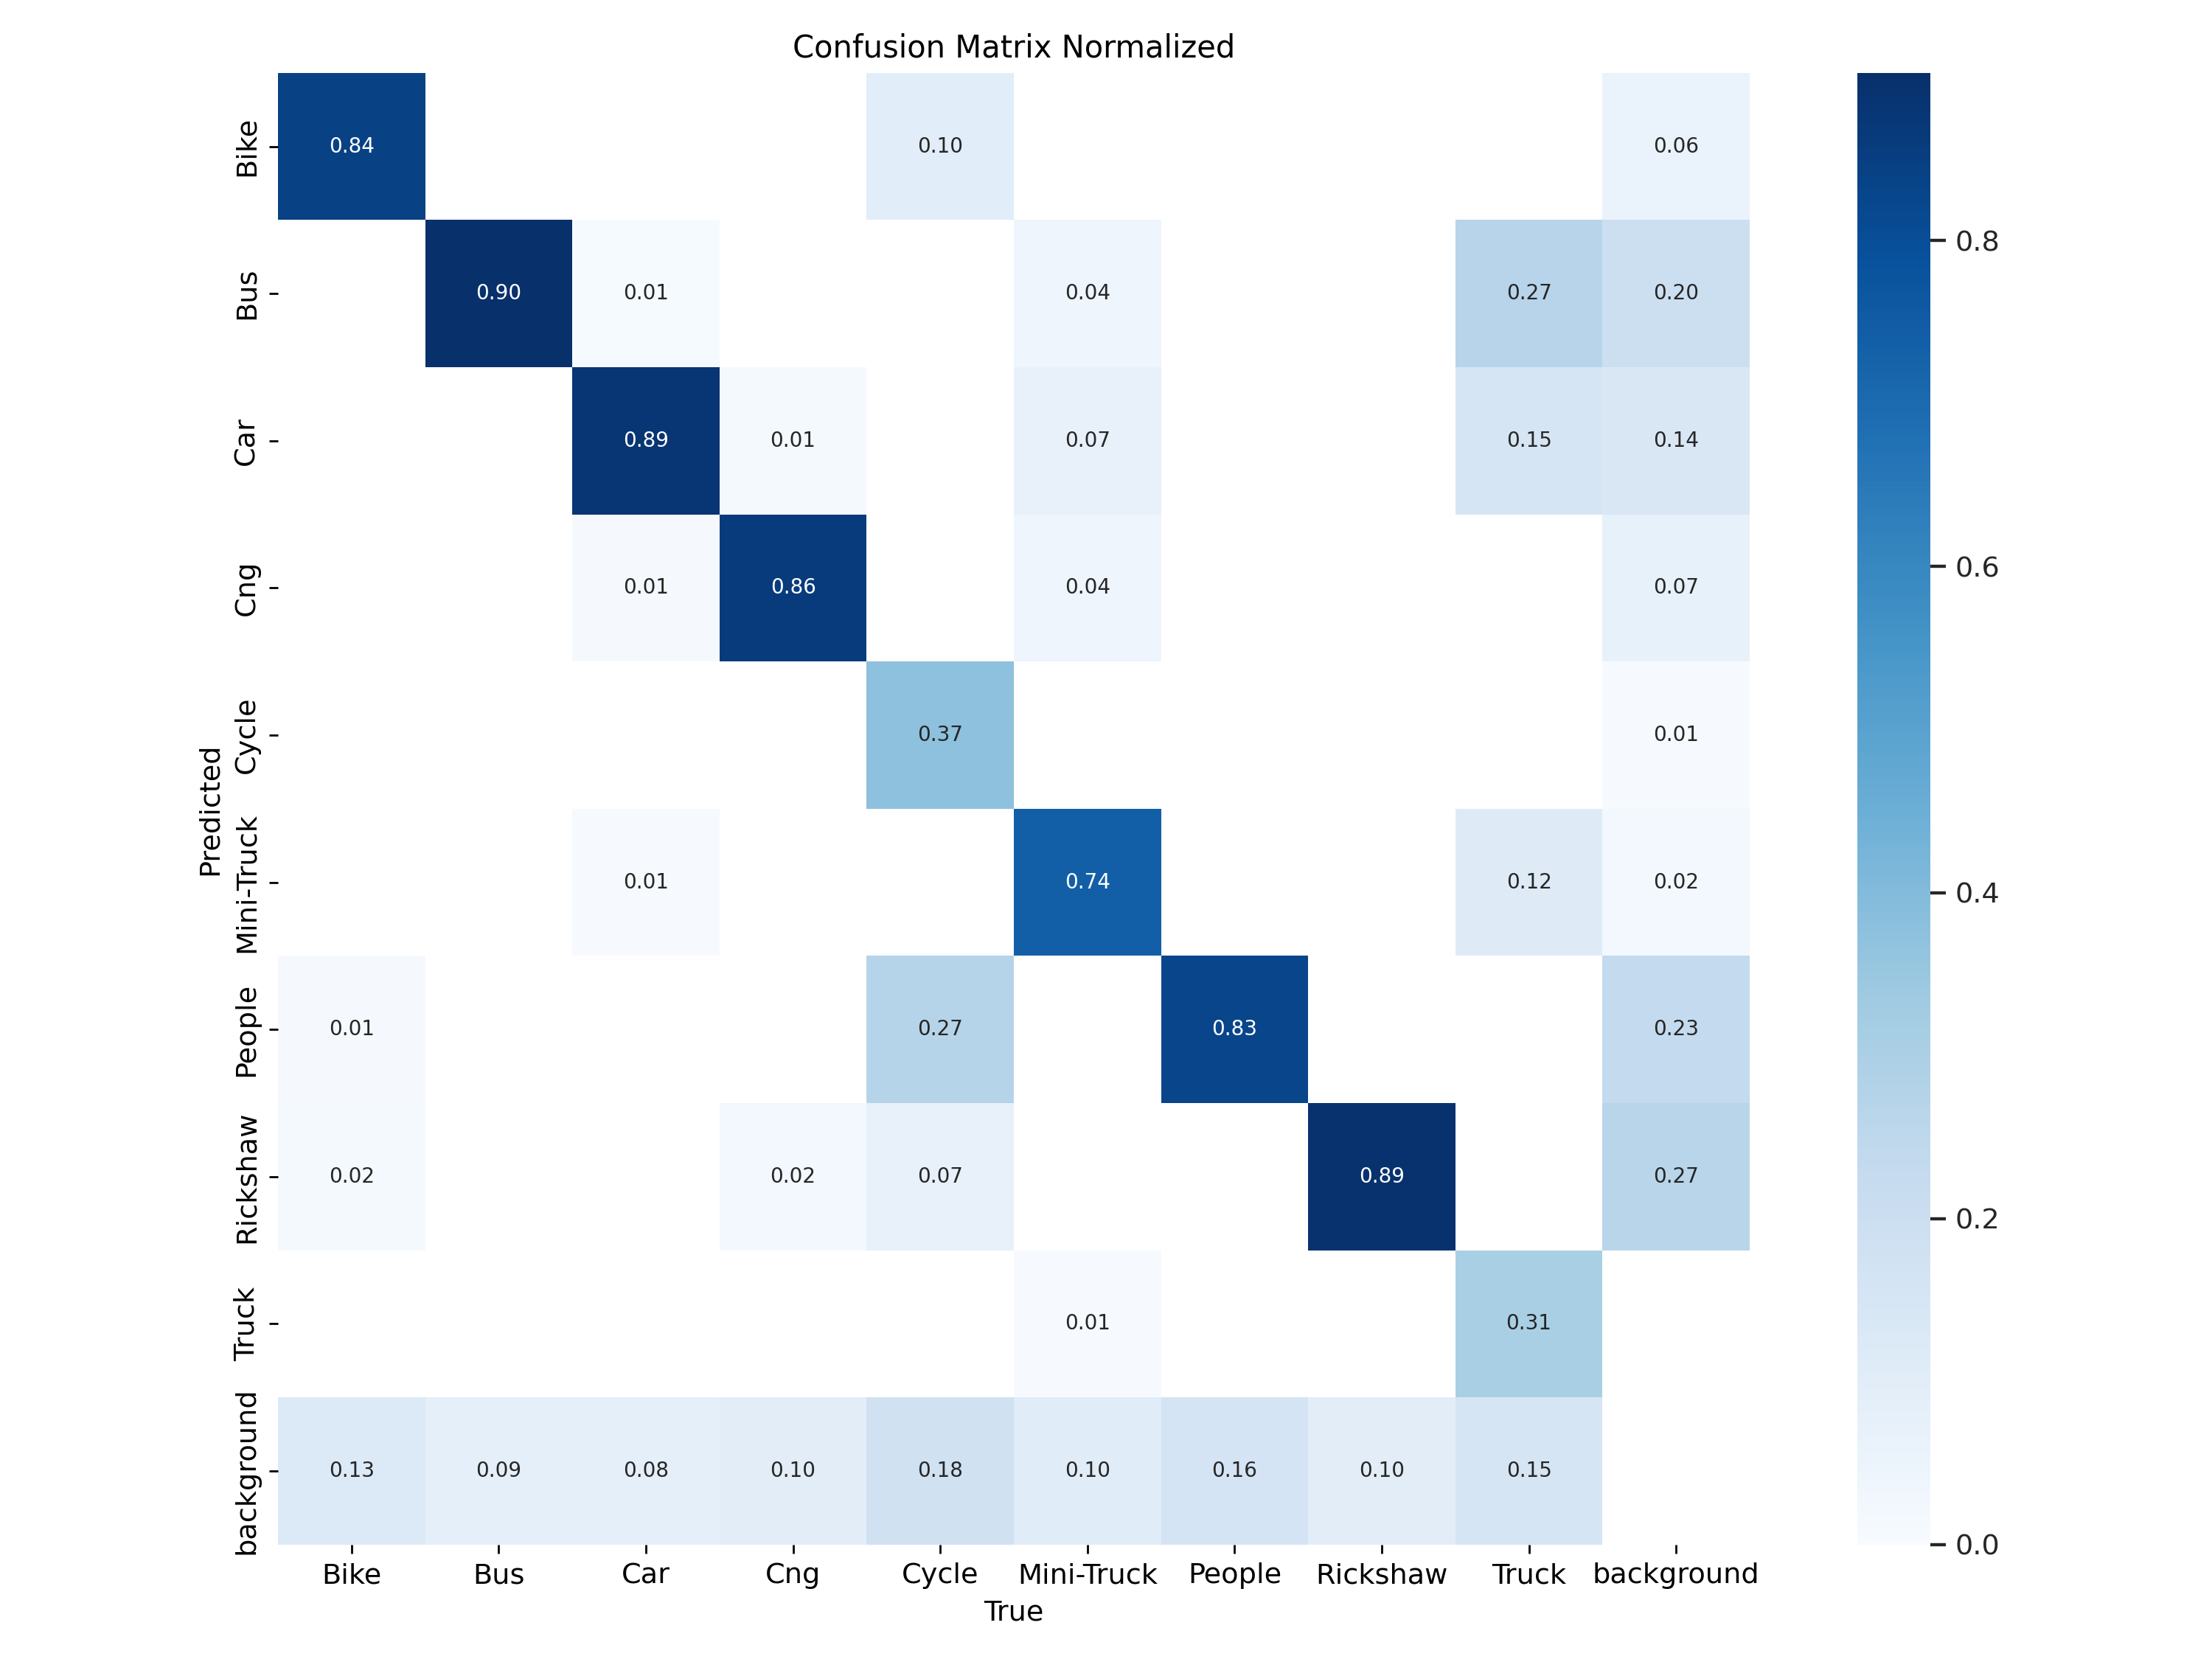 Confusion Matrix Normalized
Bike 0.84 0.10 0.06
Bus 0.90 0.01 0.04 0.27 0.20
Car 0.89 0.01 0.07 0.15 0.14
Cng 0.01 0.86 0.04 0.07
Cycle 0.37 0.01
Mini-Truck 0.01 0.74 0.12 0.02
People 0.01 0.27 0.83 0.23
Rickshaw 0.02 0.02 0.07 0.89 0.27
Truck 0.01 0.31
background 0.13 0.09 0.08 0.10 0.18 0.10 0.16 0.10 0.15
Predicted
Bike Bus Car Cng Cycle Mini-Truck People Rickshaw Truck background
True
0.8
0.6
0.4
0.2
0.0